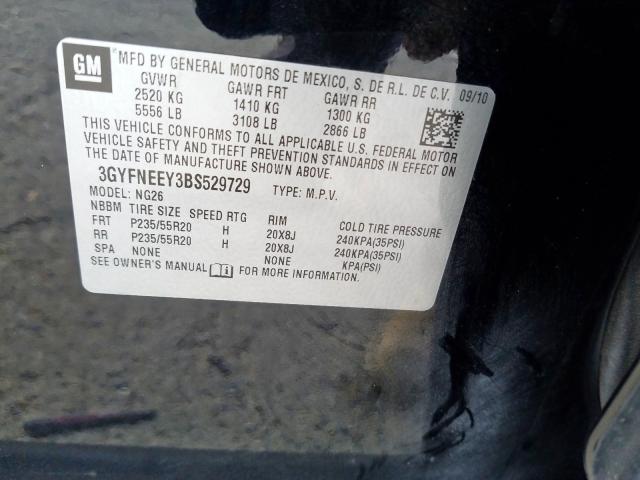 GM
MFD BY GENERAL MOTORS DE MEXICO, S. DE R.L. DE C.V. 09/10
GVWR GAWR FRT GAWR RR
2520 KG 1410 KG 1300 KG
5556 LB 3108 LB 2866 LB
THIS VEHICLE CONFORMS TO ALL APPLICABLE U.S. FEDERAL MOTOR
VEHICLE SAFETY AND THEFT PREVENTION STANDARDS IN EFFECT ON
THE DATE OF MANUFACTURE SHOWN ABOVE.
3GYFNEEY3BS529729 TYPE: M.P.V.
MODEL: NG26
NBBM TIRE SIZE SPEED RTG RIM COLD TIRE PRESSURE
FRT P235/55R20 H 20X8J 240KPA(35PSI)
RR P235/55R20 H 20X8J 240KPA(35PSI)
SPA NONE NONE KPA(PSI)
SEE OWNER'S MANUAL FOR MORE INFORMATION.